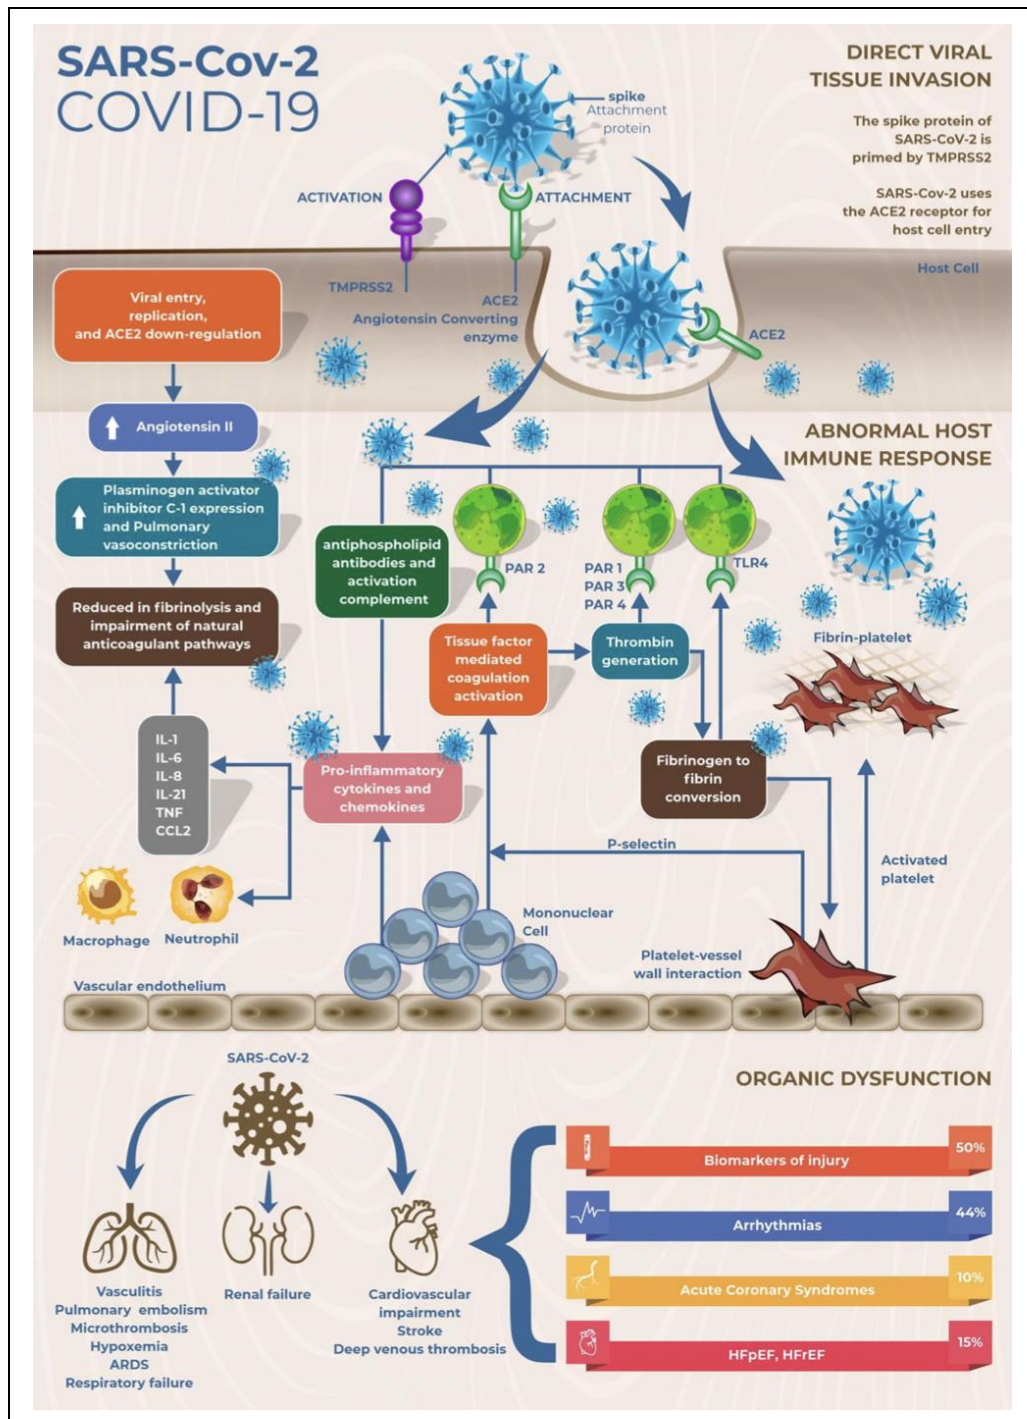 SARS-Cov-2
COVID-19
spike
Attachment
protein
DIRECT VIRAL
TISSUE INVASION
The spike protein of
SARS-CoV-2 is
primed by TMPRSS2
SARS-Cov-2 uses
the ACE2 receptor for
host cell entry
ACTIVATION
ATTACHMENT
Host Cell
TMPRSS2
ACE2
Angiotensin Converting
enzyme
ACE2
Viral entry,
replication,
and ACE2 down-regulation
Angiotensin II
Plasminogen activator
inhibitor C-1 expression
and Pulmonary
vasoconstriction
Reduced in fibrinolysis and
impairment of natural
anticoagulant pathways
ABNORMAL HOST
IMMUNE RESPONSE
antiphospholipid
antibodies and
activation
complement
PAR 2
PAR 1
PAR 3
PAR 4
TLR4
Tissue factor
mediated
coagulation
activation
Thrombin
generation
Fibrin-platelet
IL-1
IL-6
IL-8
IL-21
TNF
CCL2
Pro-inflammatory
cytokines and
chemokines
Fibrinogen to
fibrin
conversion
P-selectin
Activated
platelet
Macrophage
Neutrophil
Mononuclear
Cell
Platelet-vessel
wall interaction
Vascular endothelium
SARS-CoV-2
ORGANIC DYSFUNCTION
Biomarkers of injury
50%
Arrhythmias
44%
Acute Coronary Syndromes
10%
HFpEF, HFrEF
15%
Vasculitis
Pulmonary embolism
Microthrombosis
Hypoxemia
ARDS
Respiratory failure
Renal failure
Cardiovascular
impairment
Stroke
Deep venous thrombosis